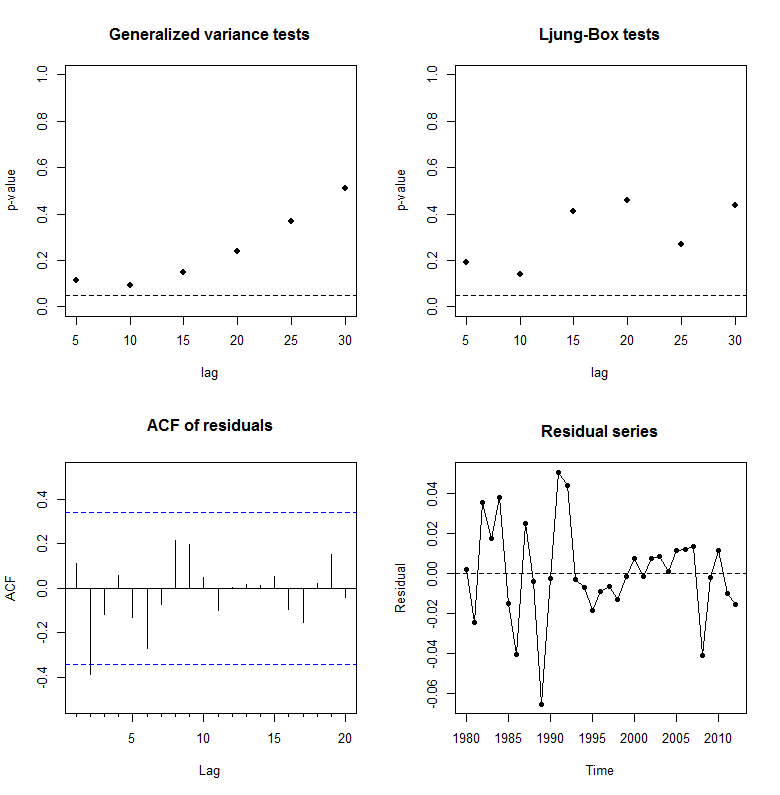 Generalized variance tests
p-value
0.0 0.2 0.4 0.6 0.8 1.0
5 10 15 20 25 30
lag
Ljung-Box tests
p-value
0.0 0.2 0.4 0.6 0.8 1.0
5 10 15 20 25 30
lag
ACF of residuals
ACF
-0.4 -0.2 0.0 0.2 0.4
5 10 15 20
Lag
Residual series
Residual
-0.06 -0.04 -0.02 0.00 0.02 0.04
1980 1985 1990 1995 2000 2005 2010
Time